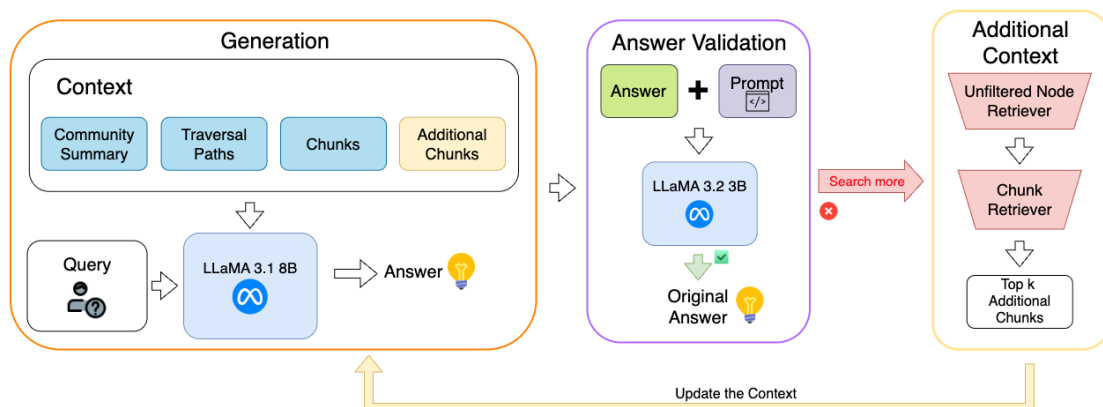 Generation
Context
Community
Summary
Traversal
Paths
Chunks
Additional
Chunks
Query
?
LLaMA 3.1 8B
Answer
Answer Validation
Answer
+
Prompt
</>
LLaMA 3.2 3B
Original
Answer
Search more
Additional
Context
Unfiltered Node
Retriever
Chunk
Retriever
Top k
Additional
Chunks
Update the Context